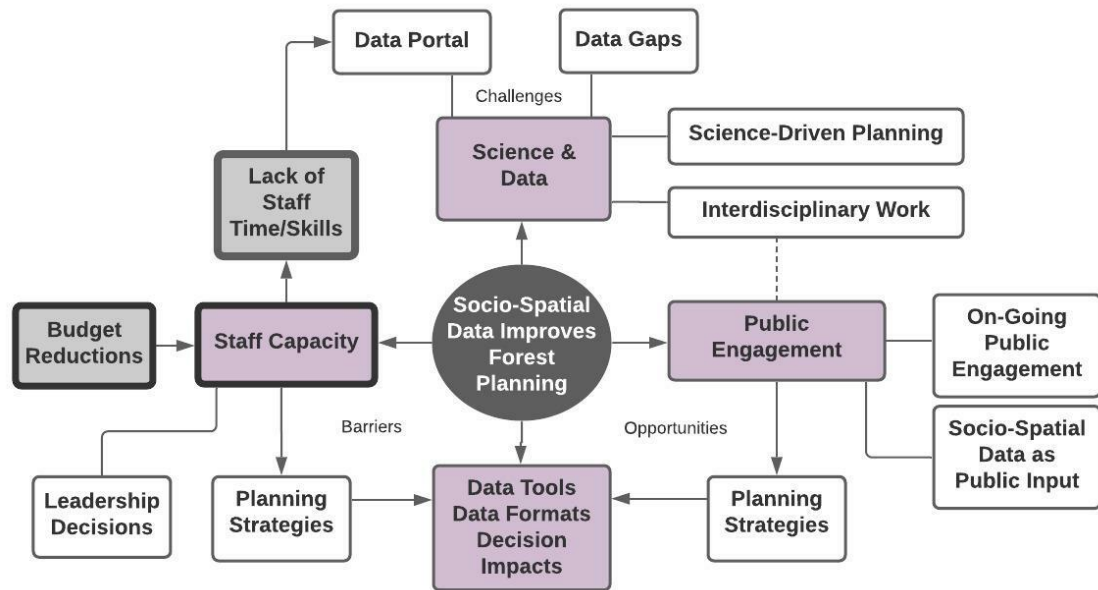 Data Portal
Data Gaps
Challenges
Science &
Data
Science-Driven Planning
Interdisciplinary Work
Lack of
Staff
Time/Skills
Budget
Reductions
Staff Capacity
Socio-Spatial
Data Improves
Forest
Planning
Public
Engagement
On-Going
Public
Engagement
Barriers
Opportunities
Socio-Spatial
Data as
Public Input
Leadership
Decisions
Planning
Strategies
Data Tools
Data Formats
Decision
Impacts
Planning
Strategies